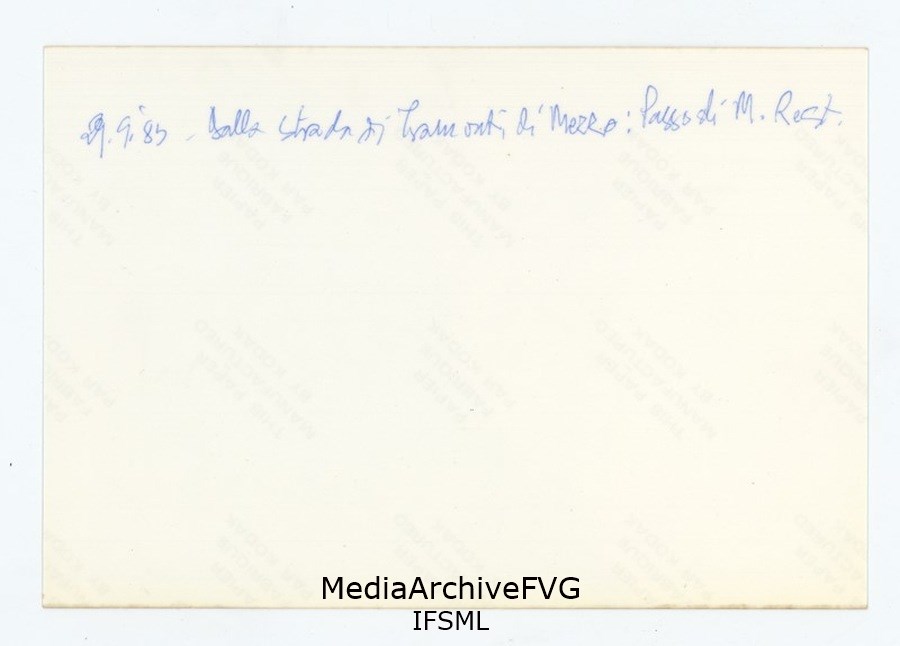 29.9.'85 - Dalla strada di Tramonti di Mezzo: Passo di M. Rest.
MediaArchiveFVG
IFSML